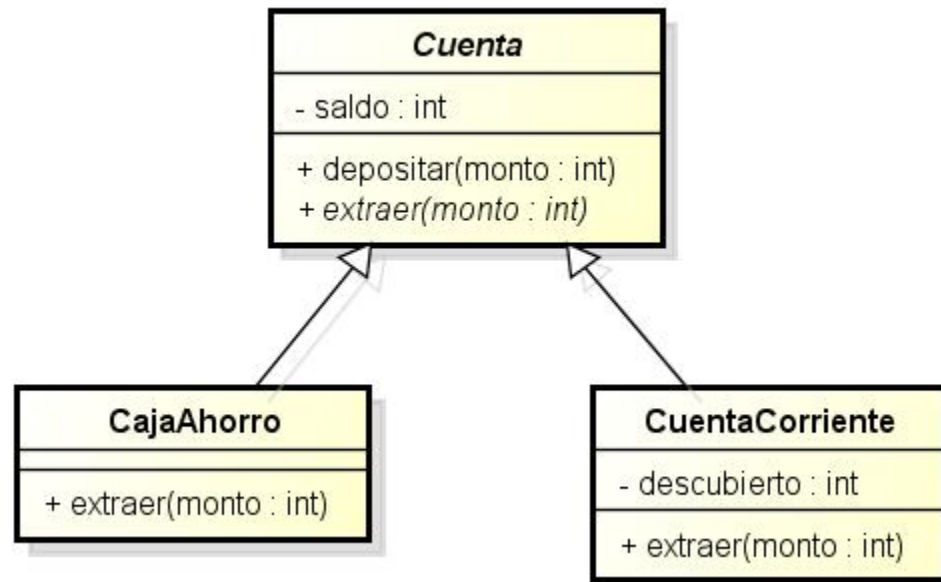 Cuenta
- saldo : int
+ depositar(monto : int)
+ extraer(monto : int)
CajaAhorro
+ extraer(monto : int)
CuentaCorriente
- descubierto : int
+ extraer(monto : int)